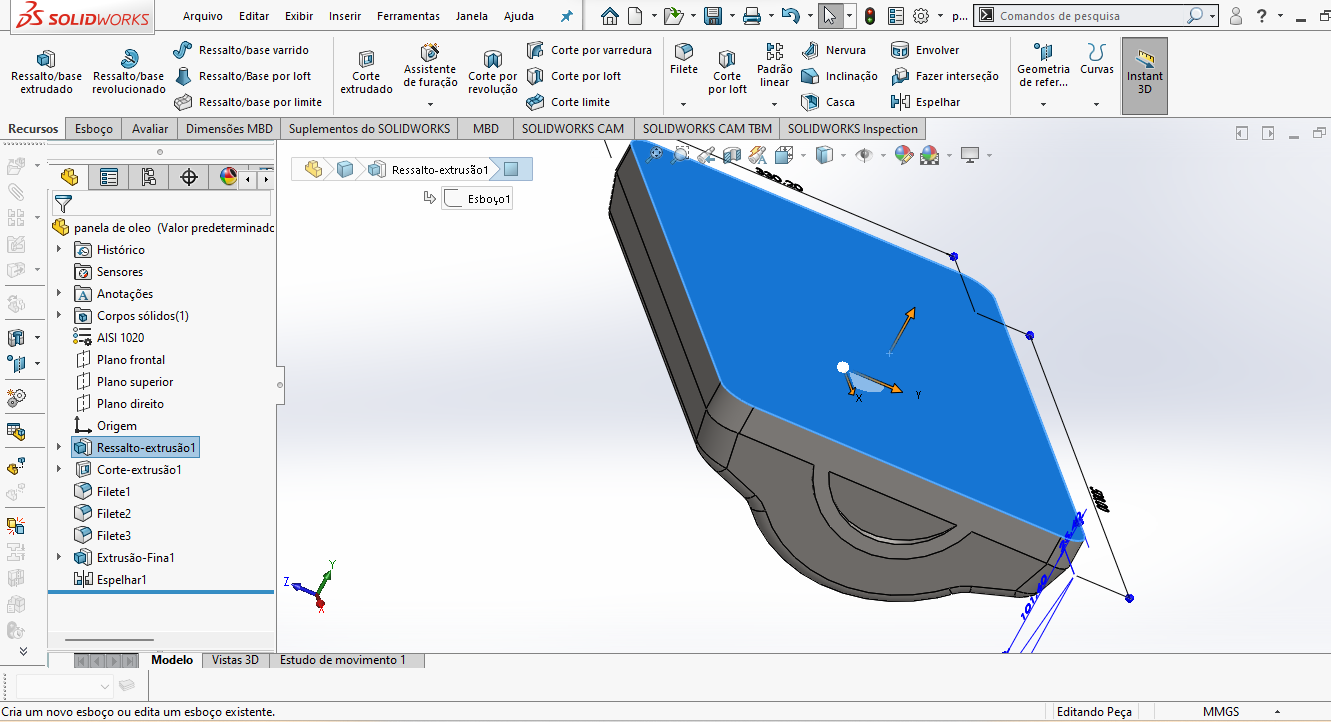 SOLIDWORKS
Arquivo Editar Exibir Inserir Ferramentas Janela Ajuda
p... Comandos de pesquisa ?
Ressalto/base extrudado
Ressalto/base revolucionado
Ressalto/base varrido
Ressalto/Base por loft
Ressalto/base por limite
Corte extrudado
Assistente de furação
Corte por revolução
Corte por varredura
Corte por loft
Corte limite
Filete
Corte por loft
Padrão linear
Nervura
Inclinação
Casca
Envolver
Fazer interseção
Espelhar
Geometria de refer...
Curvas
Instant 3D
Recursos Esboço Avaliar Dimensões MBD Suplementos do SOLIDWORKS MBD SOLIDWORKS CAM SOLIDWORKS CAM TBM SOLIDWORKS Inspection
Ressalto-extrusão1
Esboço1
panela de oleo (Valor predeterminado
Histórico
Sensores
Anotações
Corpos sólidos(1)
AISI 1020
Plano frontal
Plano superior
Plano direito
Origem
Ressalto-extrusão1
Corte-extrusão1
Filete1
Filete2
Filete3
Extrusão-Fina1
Espelhar1
X
Y
Z
Y
X
Modelo Vistas 3D Estudo de movimento 1
Cria um novo esboço ou edita um esboço existente.
Editando Peça
MMGS